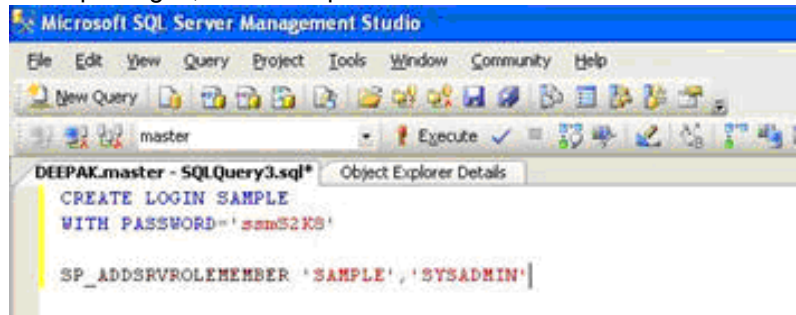 Microsoft SQL Server Management Studio
File Edit View Query Project Tools Window Community Help
New Query
master Execute
DEEPAK.master - SQLQuery3.sql* Object Explorer Details
CREATE LOGIN SAMPLE
WITH PASSWORD='ssmS2K8'
SP_ADDSRVROLEMEMBER 'SAMPLE','SYSADMIN'